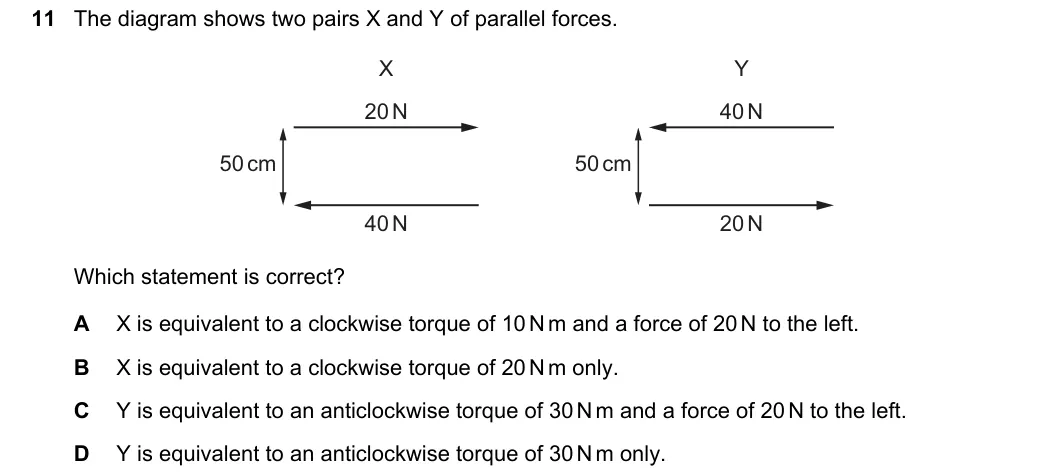 11 The diagram shows two pairs X and Y of parallel forces.
X Y
20 N 40 N
50 cm 50 cm
40 N 20 N
Which statement is correct?
A X is equivalent to a clockwise torque of 10 N m and a force of 20 N to the left.
B X is equivalent to a clockwise torque of 20 N m only.
C Y is equivalent to an anticlockwise torque of 30 N m and a force of 20 N to the left.
D Y is equivalent to an anticlockwise torque of 30 N m only.